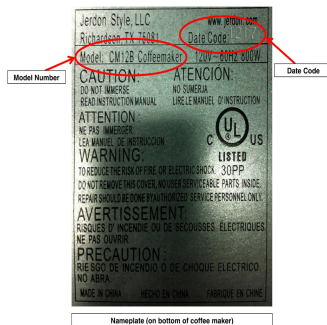 Jerdon Style, LLC www.jerdon.com
Richardson, TX 75081 Date Code:
Model: CM12B Coffeemaker 120V~ 60Hz 600W
Model Number
Date Code
CAUTION: ATENCIÓN:
DO NOT IMMERSE NO SUMERJA
READ INSTRUCTION MANUAL LIRE LE MANUEL D'INSTRUCTION
ATTENTION:
NE PAS IMMERGER
LEA MANUEL DE INSTRUCCION
C UL US
WARNING: LISTED
TO REDUCE THE RISK OF FIRE, OR ELECTRIC SHOCK, 30PP
DO NOT REMOVE THIS COVER, NO USER SERVICEABLE PARTS INSIDE,
REPAIR SHOULD BE DONE BY AUTHORIZED SERVICE PERSONNEL ONLY.
AVERTISSEMENT:
RISQUES D' INCENDIE OU DE SECOUSSES ÉLECTRIQUES
NE PAS OUVRIR
PRECAUTION:
RIESGO DE INCENDIO O DE CHOQUE ELECTRICO
NO ABRA.
MADE IN CHINA HECHO EN CHINA FABRIQUE EN CHINE
Nameplate (on bottom of coffee maker)